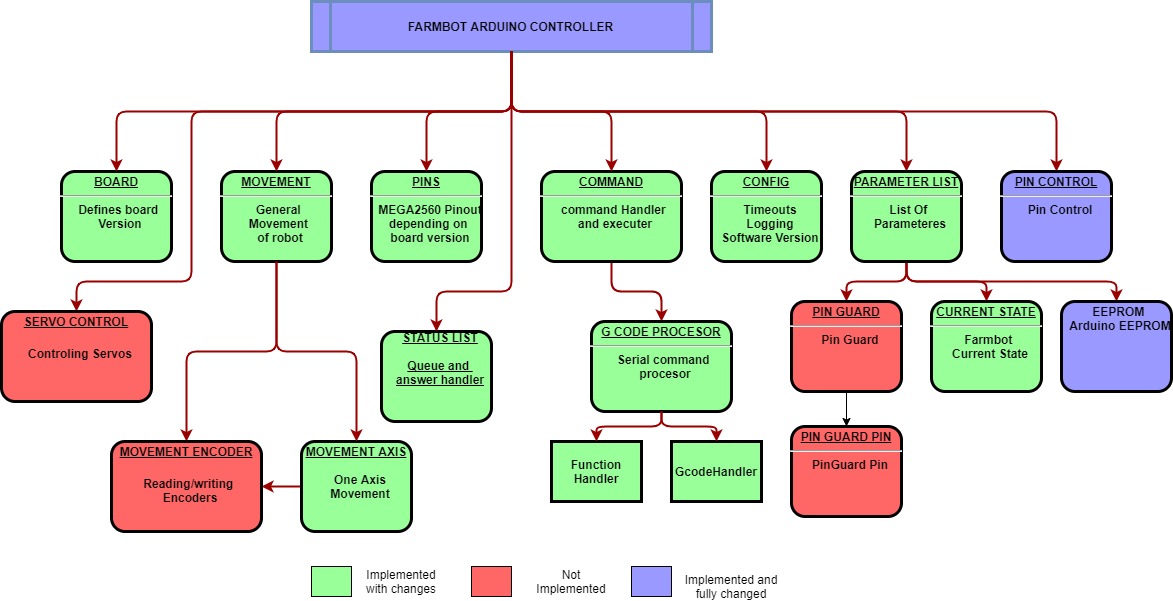 FARMBOT ARDUINO CONTROLLER
BOARD
Defines board
Version
MOVEMENT
General
Movement
of robot
PINS
MEGA2560 Pinout
depending on
board version
COMMAND
command Handler
and executer
CONFIG
Timeouts
Logging
Software Version
PARAMETER LIST
List Of
Parameteres
PIN CONTROL
Pin Control
SERVO CONTROL
Controling Servos
STATUS LIST
Queue and
answer handler
G CODE PROCESOR
Serial command
procesor
PIN GUARD
Pin Guard
CURRENT STATE
Farmbot
Current State
EEPROM
Arduino EEPROM
MOVEMENT ENCODER
Reading/writing
Encoders
MOVEMENT AXIS
One Axis
Movement
Function
Handler
GcodeHandler
PIN GUARD PIN
PinGuard Pin
Implemented
with changes
Not
Implemented
Implemented and
fully changed